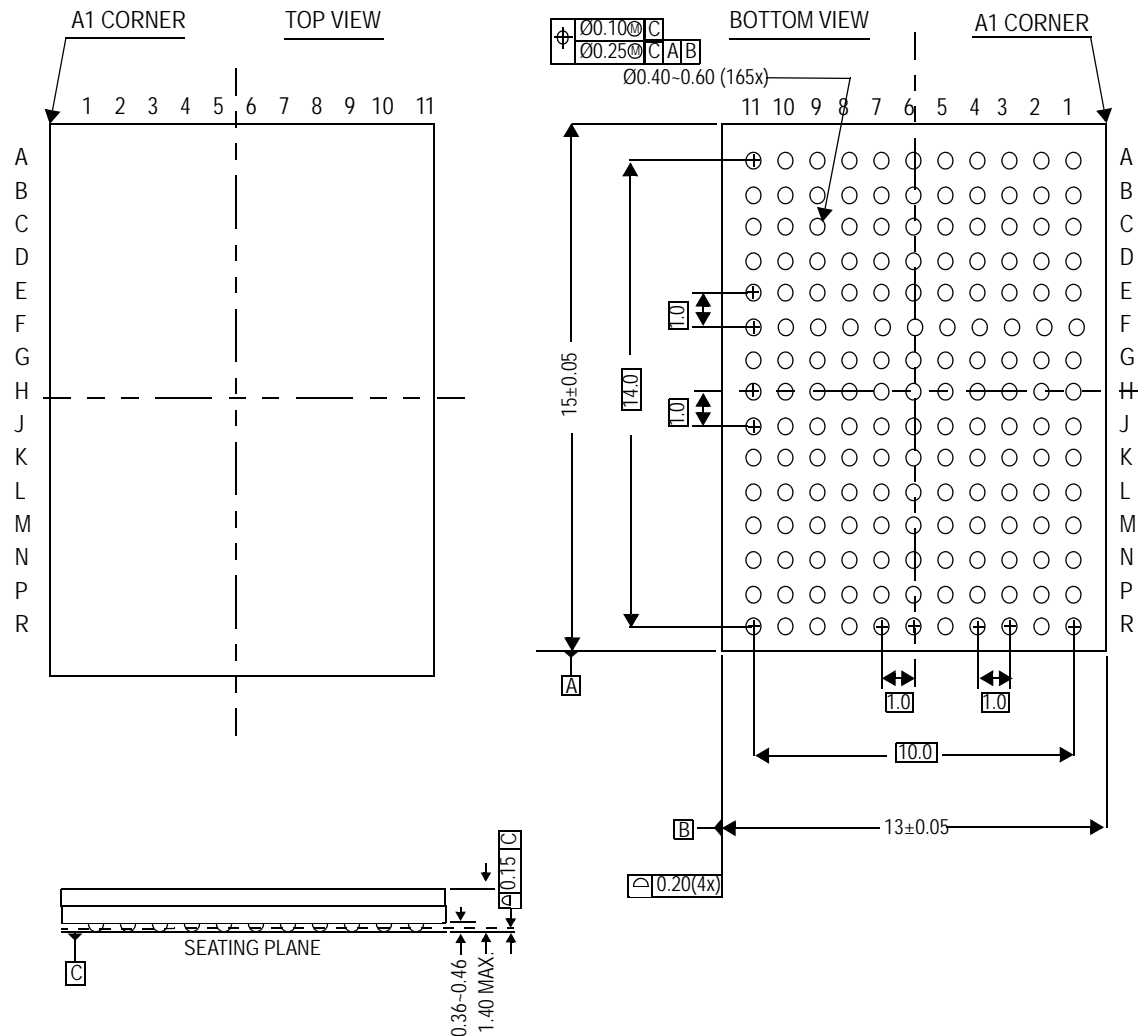 A1 CORNER
TOP VIEW
1 2 3 4 5 6 7 8 9 10 11
A
B
C
D
E
F
G
H
J
K
L
M
N
P
R
BOTTOM VIEW
A1 CORNER
Ø0.10Ⓜ C
Ø0.25Ⓜ C A B
Ø0.40~0.60 (165x)
11 10 9 8 7 6 5 4 3 2 1
A
B
C
D
E
F
G
H
J
K
L
M
N
P
R
1.0
1.0
14.0
15±0.05
A
1.0
1.0
10.0
B
13±0.05
0.20(4x)
0.15 C
SEATING PLANE
C
0.36~0.46
1.40 MAX.